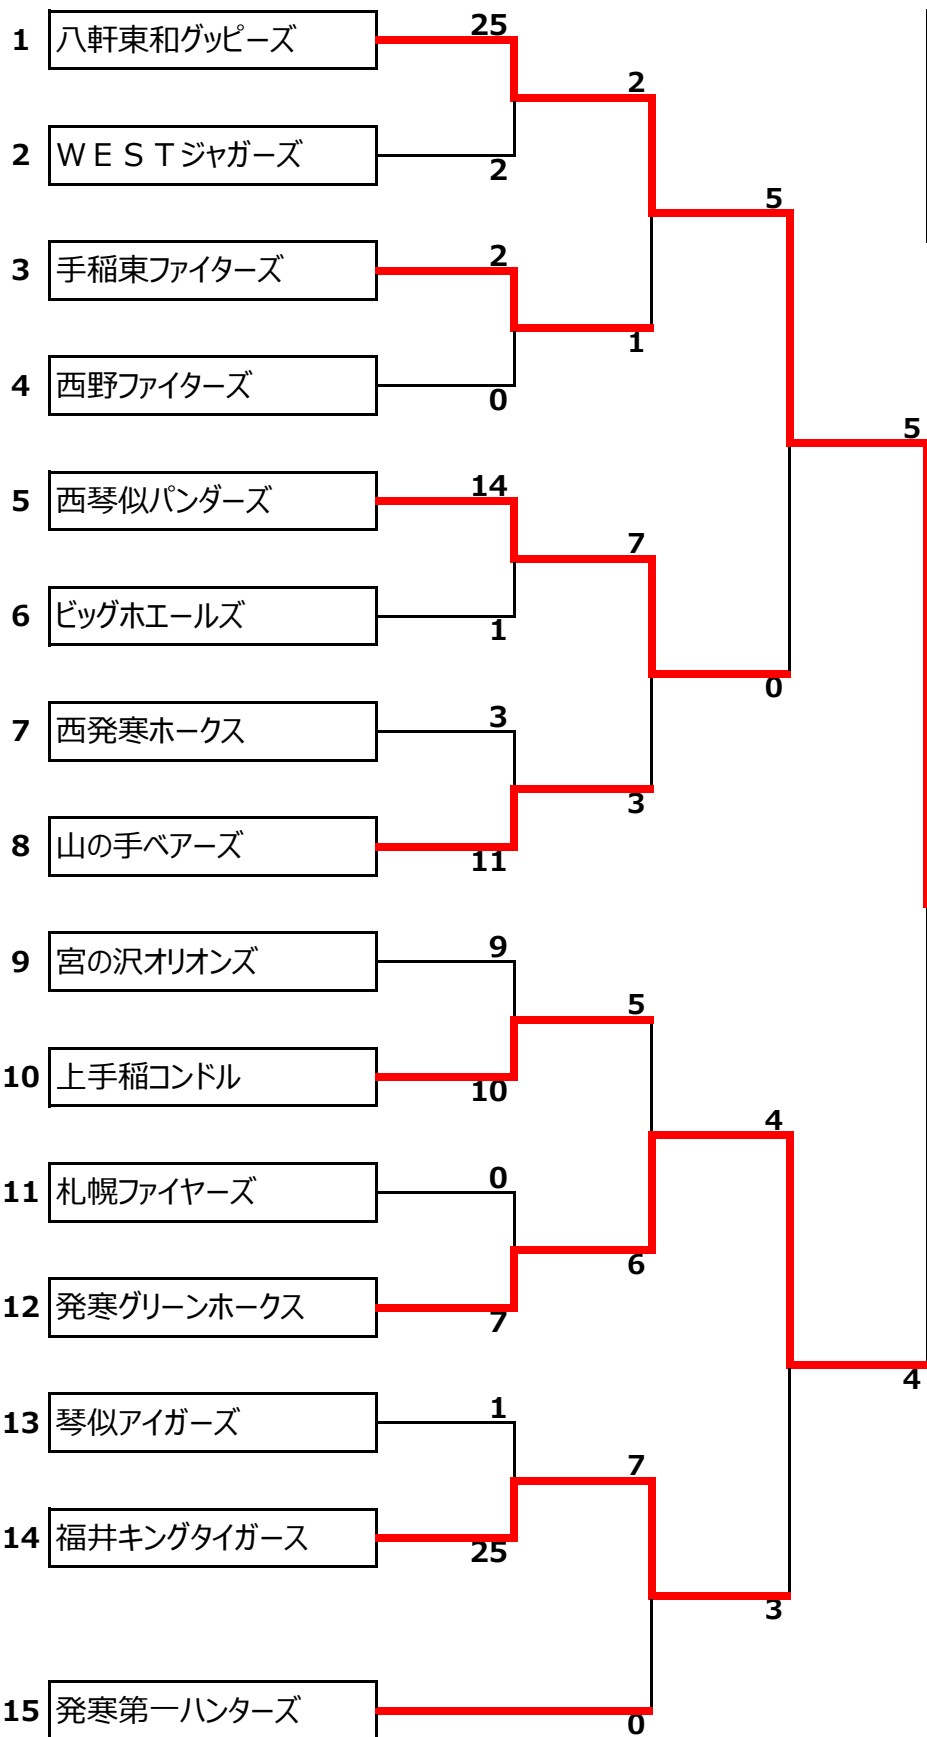 25
1 八軒東和グッピーズ
2
2 ＷＥＳＴジャガーズ
2
5
3 手稲東ファイターズ
2
1
4 西野ファイターズ
0
5
5 西琴似パンダーズ
14
7
6 ビッグホエールズ
1
0
7 西発寒ホークス
3
3
8 山の手ベアーズ
11
9 宮の沢オリオンズ
9
5
10 上手稲コンドル
10
4
11 札幌ファイヤーズ
0
6
12 発寒グリーンホークス
7
4
13 琴似アイガーズ
1
7
14 福井キングタイガース
25
3
15 発寒第一ハンターズ
0